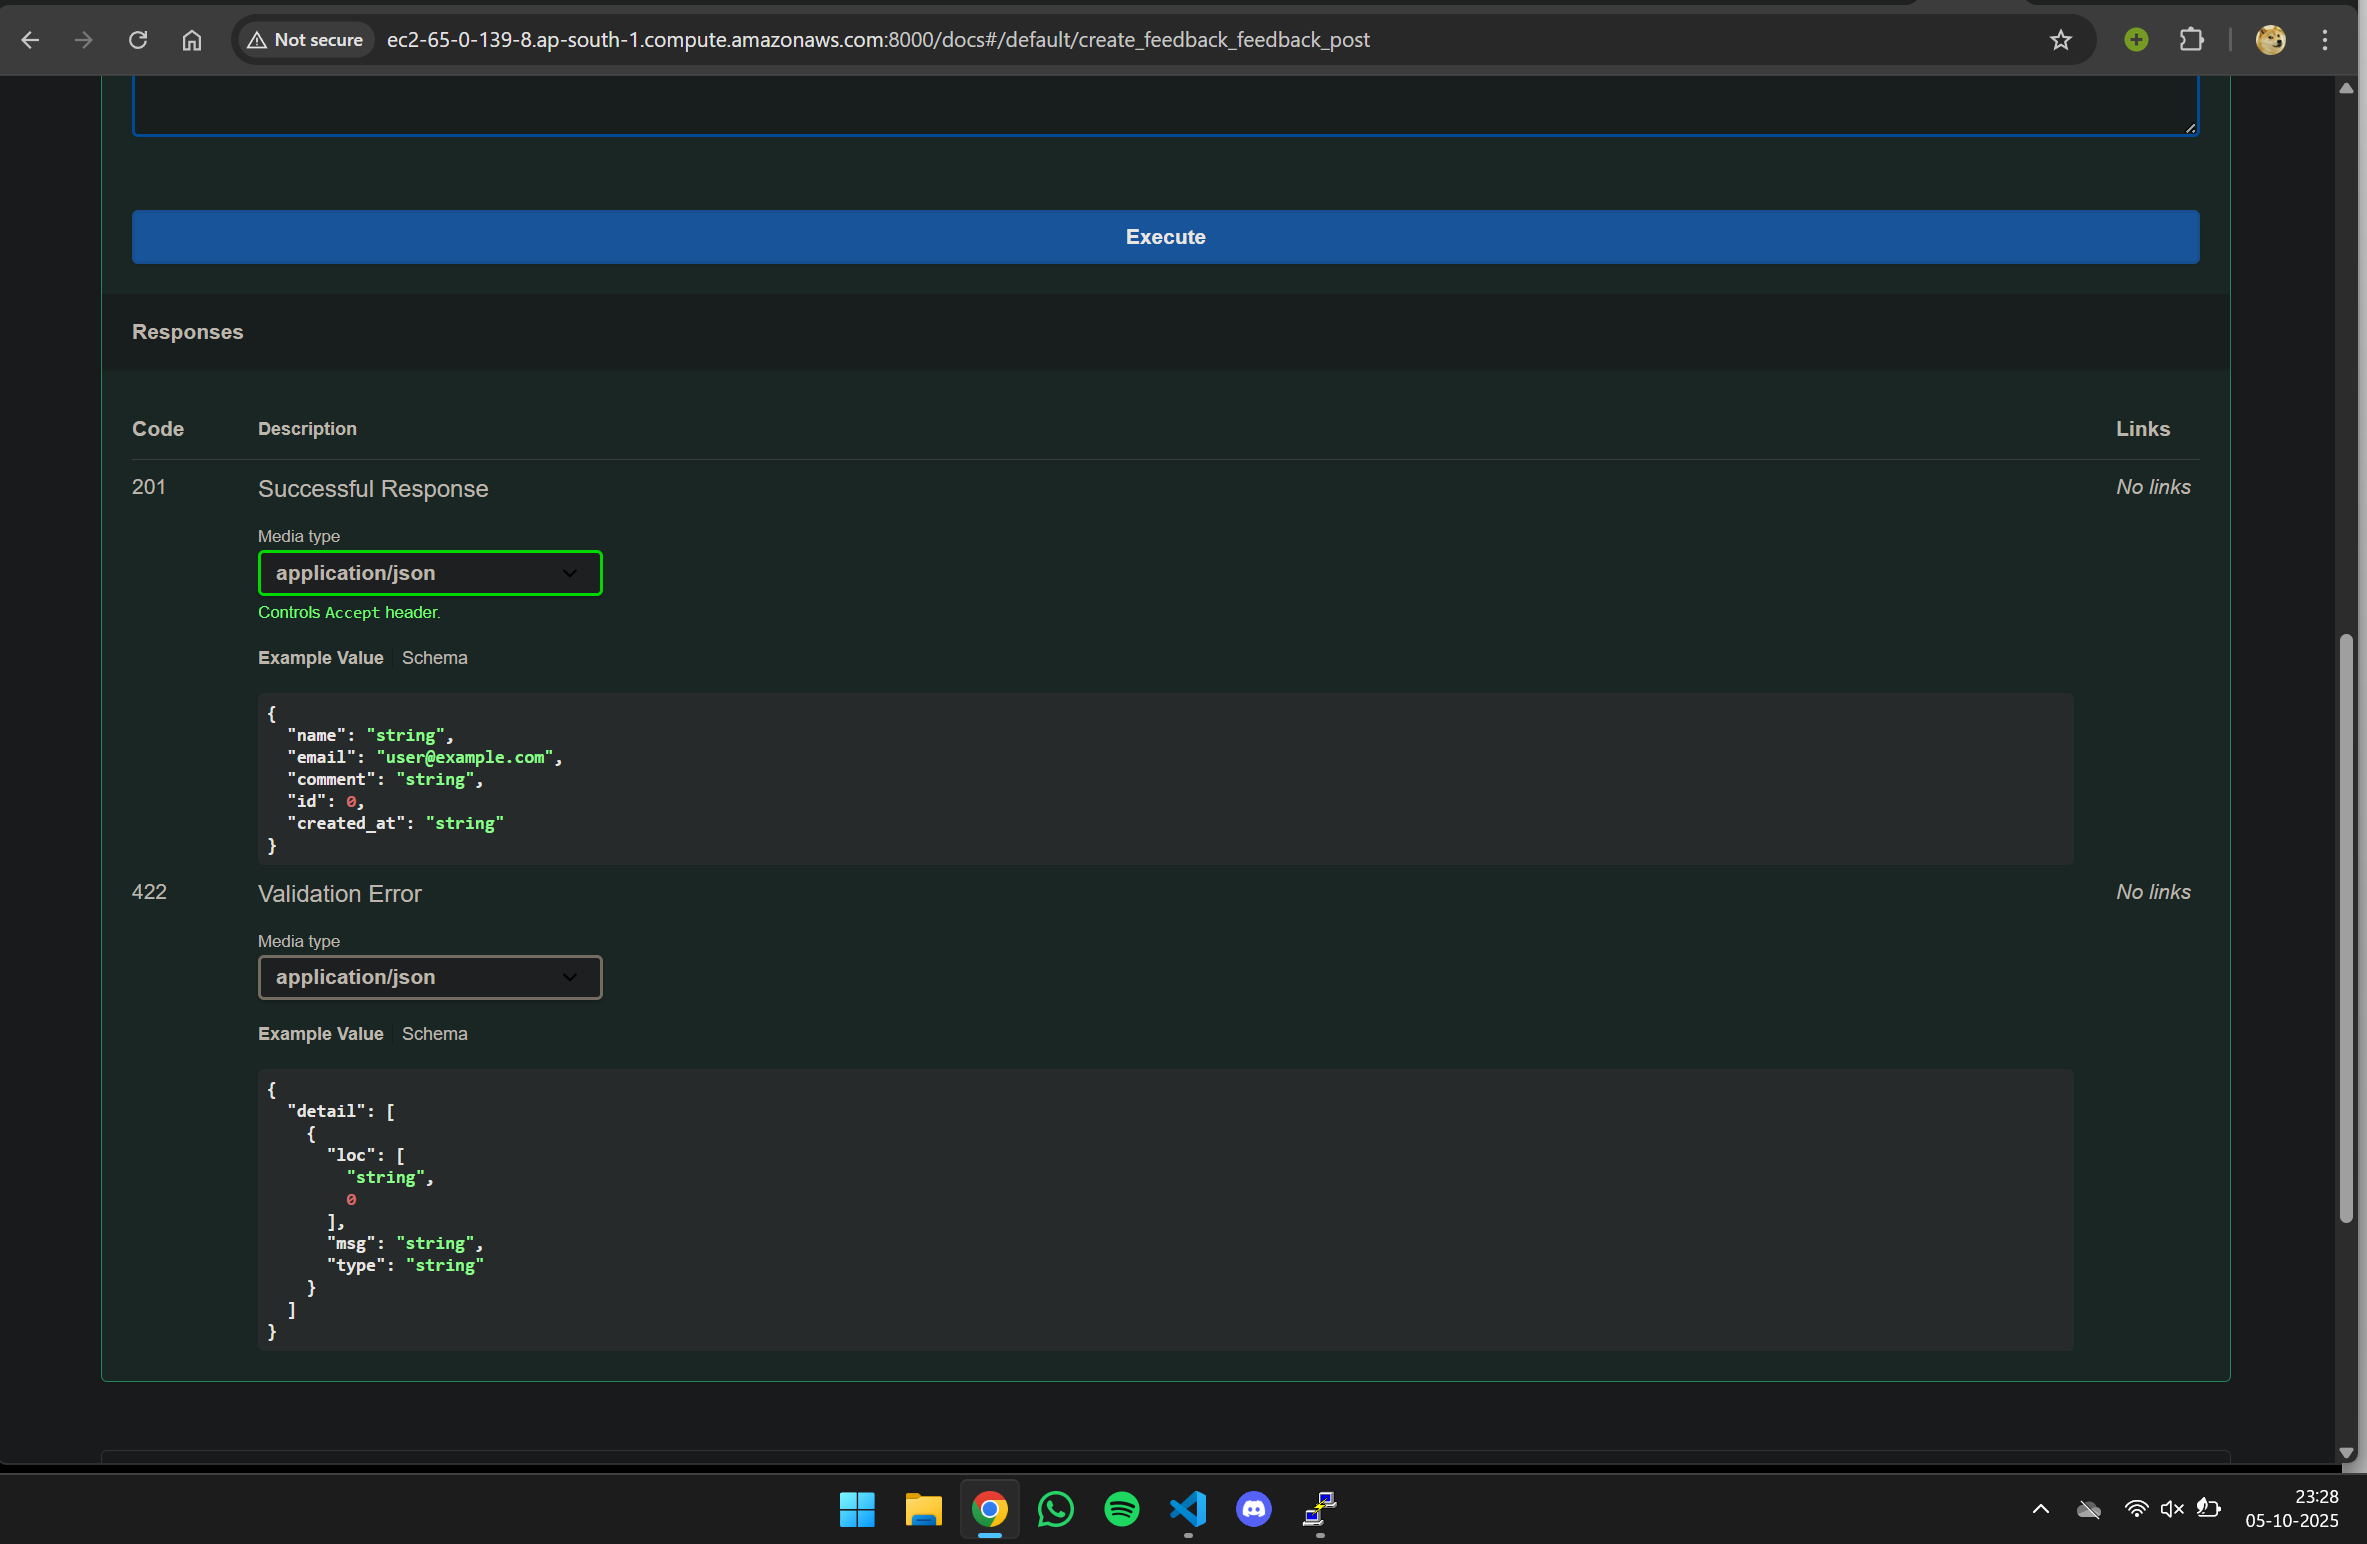 Not secure
ec2-65-0-139-8.ap-south-1.compute.amazonaws.com:8000/docs#/default/create_feedback_feedback_post
Execute
Responses
Code Description Links
201 Successful Response No links
Media type
application/json
Controls Accept header.
Example Value Schema
{
  "name": "string",
  "email": "user@example.com",
  "comment": "string",
  "id": 0,
  "created_at": "string"
}
422 Validation Error No links
Media type
application/json
Example Value Schema
{
  "detail": [
    {
      "loc": [
        "string",
        0
      ],
      "msg": "string",
      "type": "string"
    }
  ]
}
23:28
05-10-2025